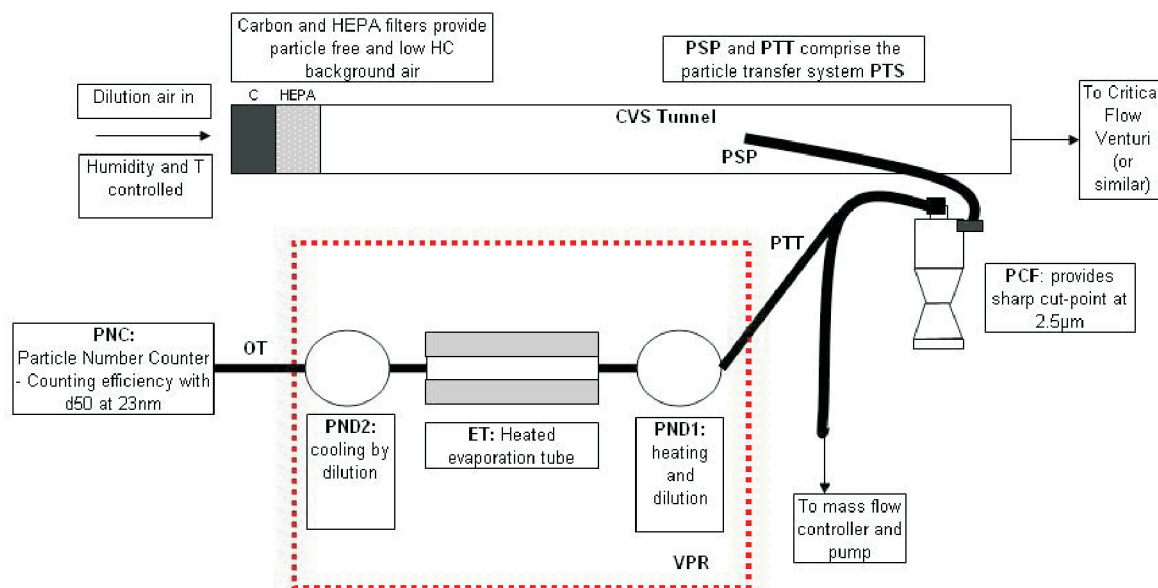 Carbon and HEPA filters provide
particle free and low HC
background air
PSP and PTT comprise the
particle transfer system PTS
Dilution air in
C HEPA
To Critica
Flow
Venturi
(or
similar)
CVS Tunnel
PSP
Humidity and T
controlled
PTT
PCF: provides
sharp cut-point at
2.5µm
PNC:
Particle Number Counter
- Counting efficiency with
d50 at 23nm
OT
PND2:
cooling by
dilution
ET: Heated
evaporation tube
PND1:
heating
and
dilution
To mass flow
controller and
pump
VPR